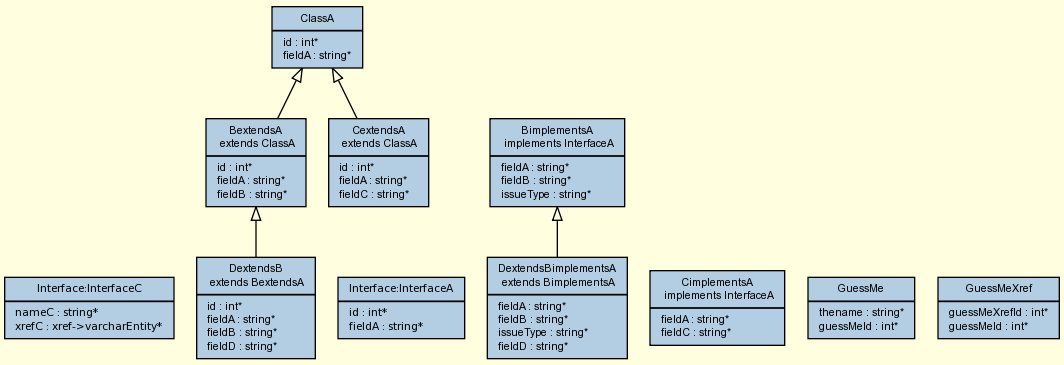 ClassA
id : int*
fieldA : string*
BextendsA
extends ClassA
id : int*
fieldA : string*
fieldB : string*
CextendsA
extends ClassA
id : int*
fieldA : string*
fieldC : string*
BimplementsA
implements InterfaceA
fieldA : string*
fieldB : string*
issueType : string*
Interface:InterfaceC
nameC : string*
xrefC : xref->varcharEntity*
DextendsB
extends BextendsA
id : int*
fieldA : string*
fieldB : string*
fieldD : string*
Interface:InterfaceA
id : int*
fieldA : string*
DextendsBimplementsA
extends BimplementsA
fieldA : string*
fieldB : string*
issueType : string*
fieldD : string*
CimplementsA
implements InterfaceA
fieldA : string*
fieldC : string*
GuessMe
thename : string*
guessMeId : int*
GuessMeXref
guessMeXrefId : int*
guessMeId : int*